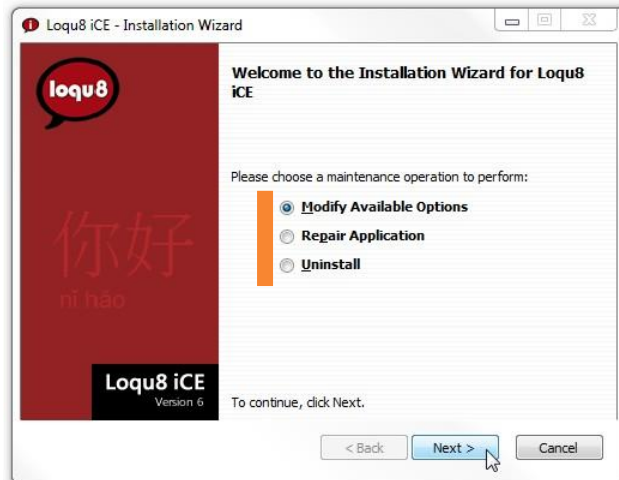 Loqu8 iCE - Installation Wizard
loqu8
Welcome to the Installation Wizard for Loqu8
iCE
Please choose a maintenance operation to perform:
Modify Available Options
Repair Application
Uninstall
你好
nǐ hǎo
Loqu8 iCE
Version 6
To continue, click Next.
< Back
Next >
Cancel